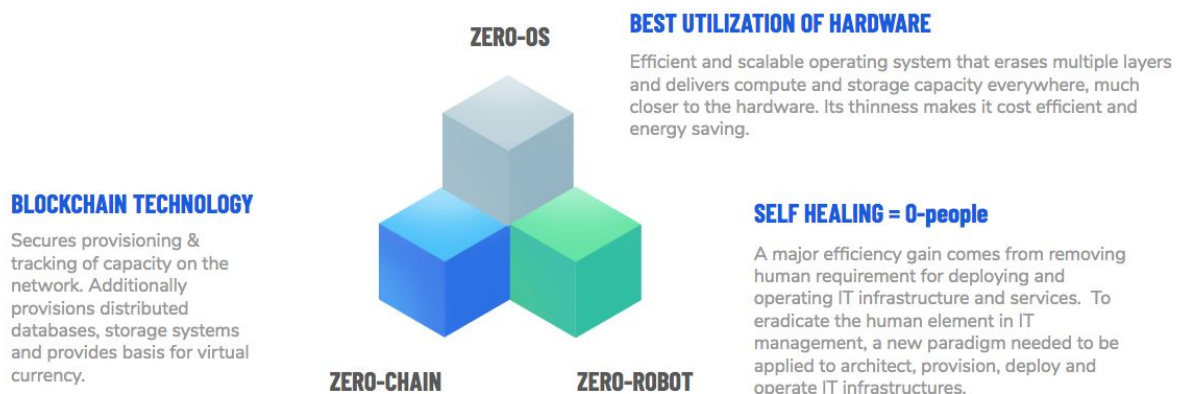 ZERO-OS
BEST UTILIZATION OF HARDWARE
Efficient and scalable operating system that erases multiple layers
and delivers compute and storage capacity everywhere, much
closer to the hardware. Its thinness makes it cost efficient and
energy saving.
BLOCKCHAIN TECHNOLOGY
Secures provisioning &
tracking of capacity on the
network. Additionally
provisions distributed
databases, storage systems
and provides basis for virtual
currency.
SELF HEALING = 0-people
A major efficiency gain comes from removing
human requirement for deploying and
operating IT infrastructure and services. To
eradicate the human element in IT
management, a new paradigm needed to be
applied to architect, provision, deploy and
operate IT infrastructures.
ZERO-CHAIN
ZERO-ROBOT